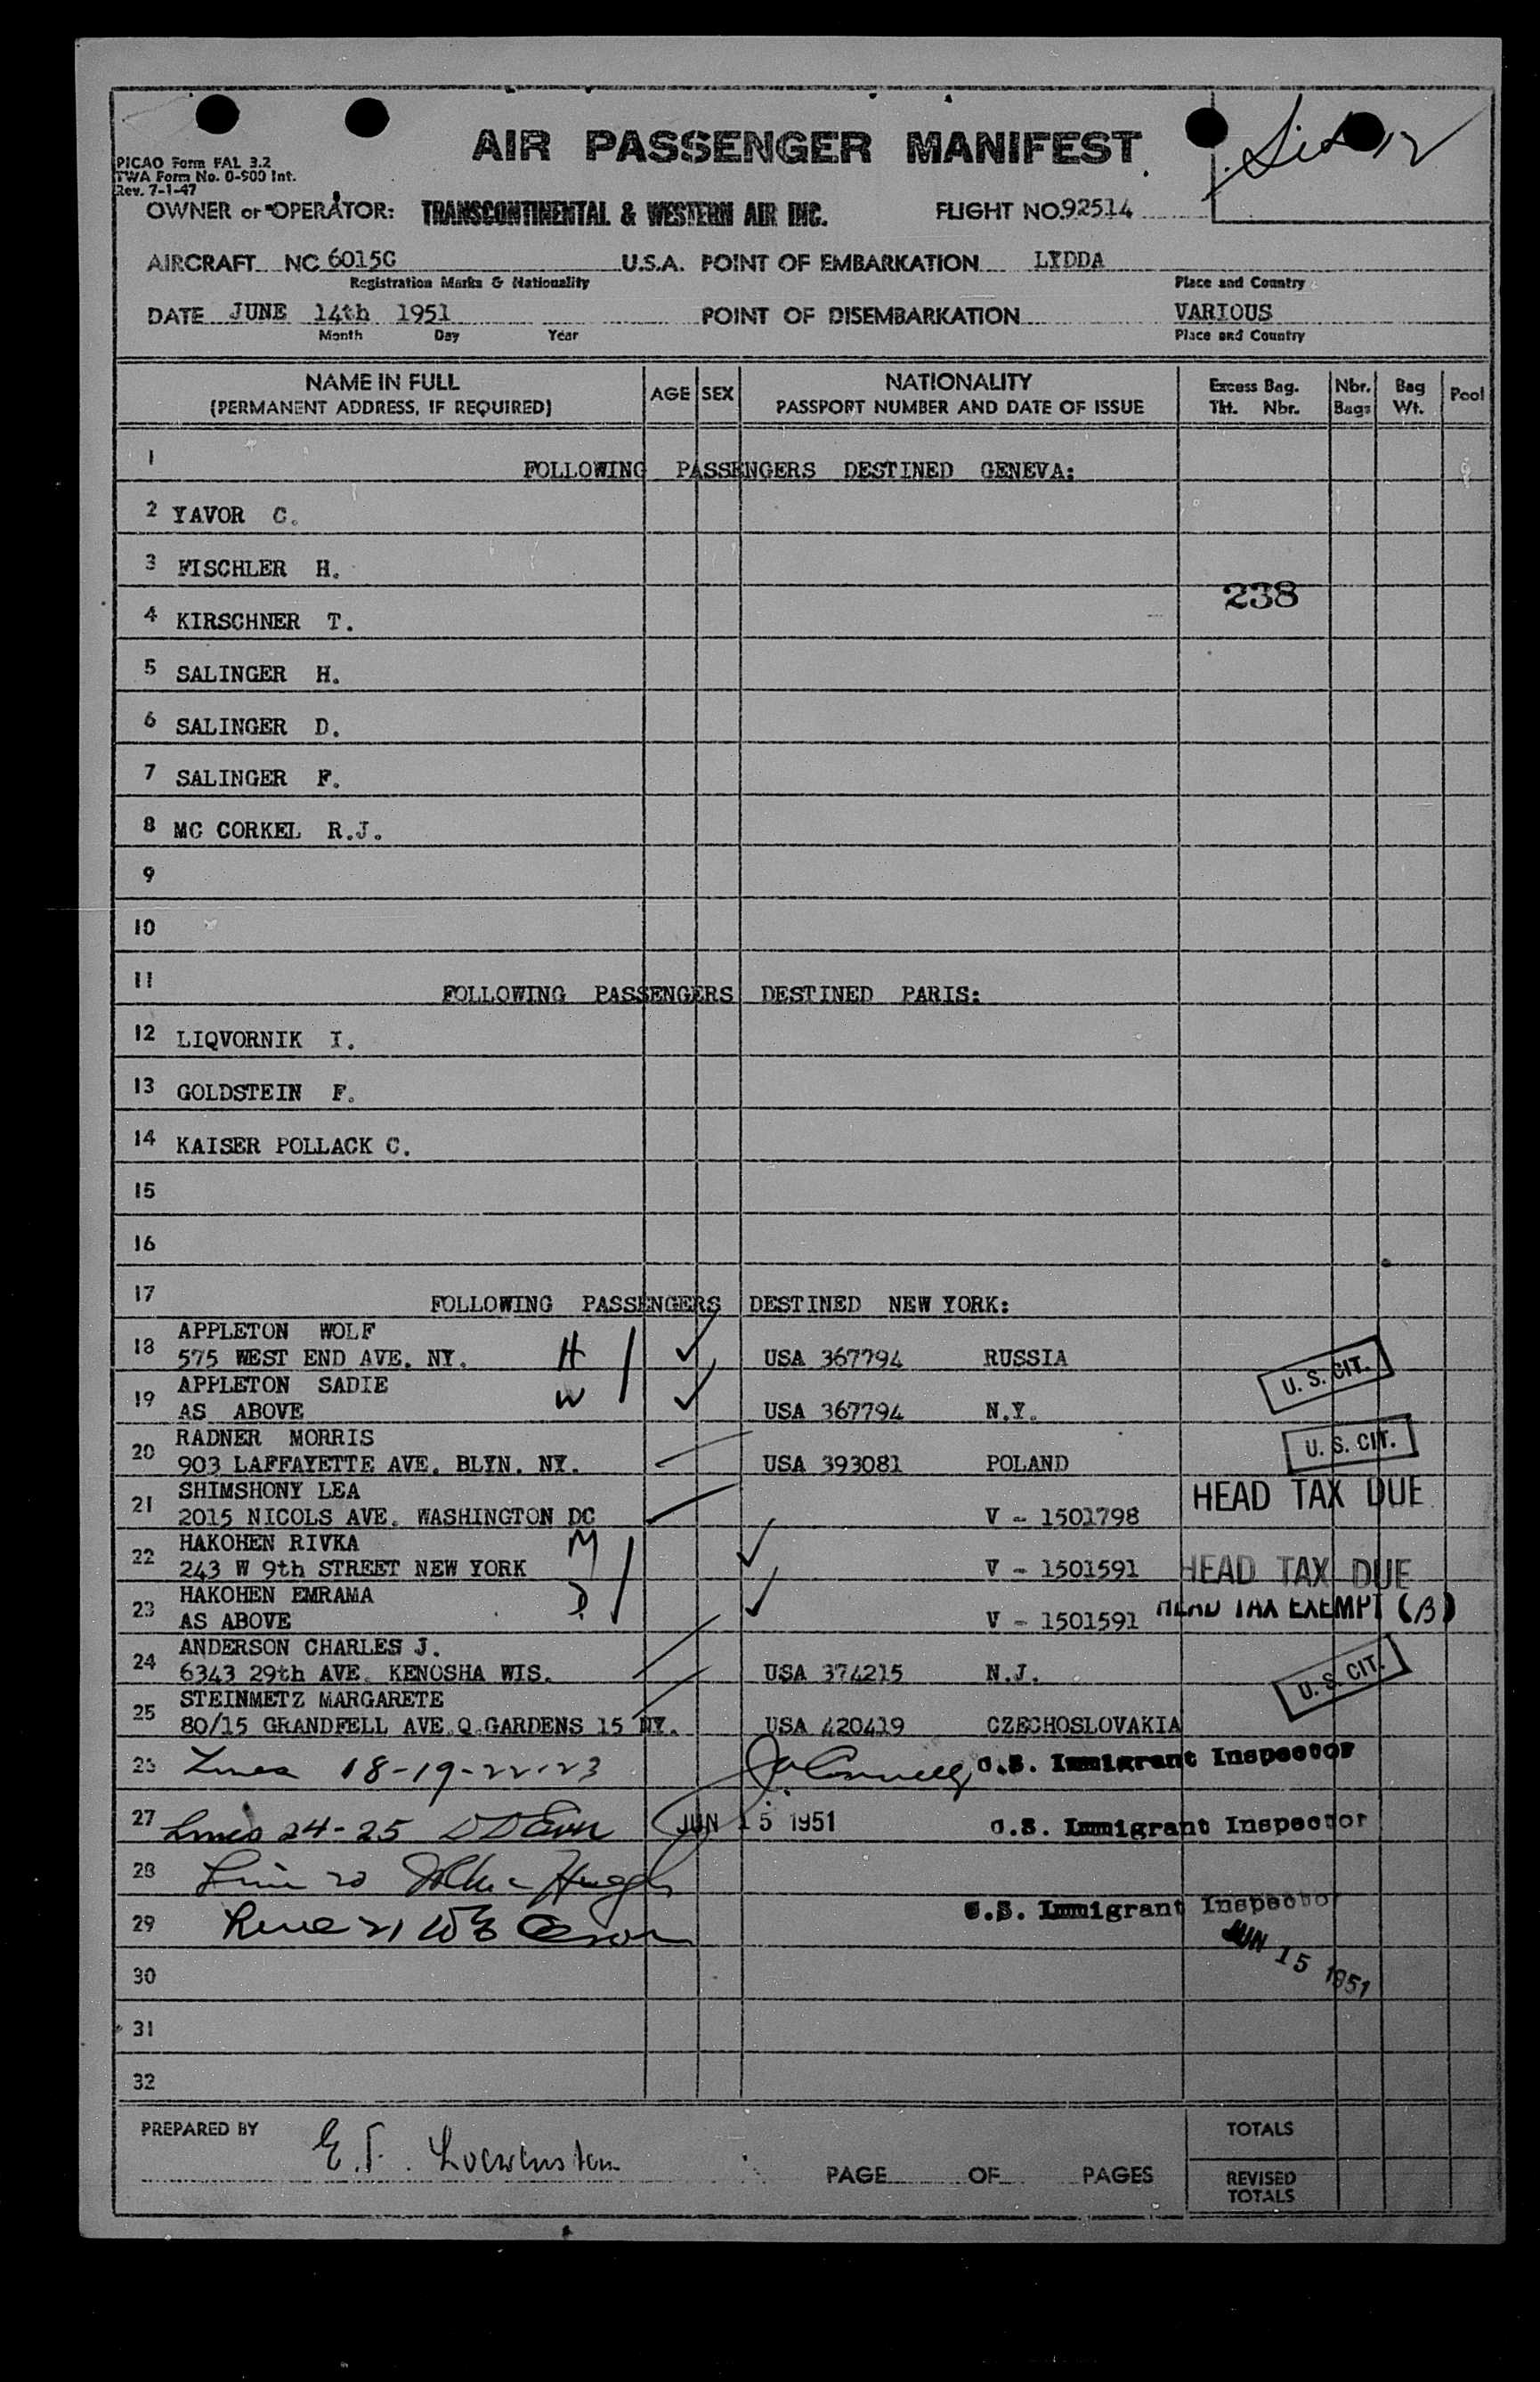 AIR PASSENGER MANIFEST
PICAO Form FAL 3.2
TWA Form No. 0-500 Int.
Rev. 7-1-47
OWNER or OPERATOR: TRANSCONTINENTAL & WESTERN AIR INC. FLIGHT NO. 92514
AIRCRAFT NC 6015C U.S.A. POINT OF EMBARKATION LYDDA
Registration Marks & Nationality Place and Country
DATE JUNE 14th 1951 POINT OF DISEMBARKATION VARIOUS
Month Day Year Place and Country
NAME IN FULL AGE SEX NATIONALITY Excess Bag. Nbr. Bag Pool
(PERMANENT ADDRESS, IF REQUIRED) PASSPORT NUMBER AND DATE OF ISSUE Tkt. Nbr. Bags Wt.
1 FOLLOWING PASSENGERS DESTINED GENEVA:
2 YAVOR C.
3 FISCHLER H.
238
4 KIRSCHNER T.
5 SALINGER H.
6 SALINGER D.
7 SALINGER F.
8 MC CORKEL R.J.
9
10
11 FOLLOWING PASSENGERS DESTINED PARIS:
12 LIQVORNIK I.
13 GOLDSTEIN F.
14 KAISER POLLACK C.
15
16
17 FOLLOWING PASSENGERS DESTINED NEW YORK:
18 APPLETON WOLF
575 WEST END AVE. NY. H USA 367794 RUSSIA U. S. CIT.
19 APPLETON SADIE
AS ABOVE W USA 367794 N.Y.
20 RADNER MORRIS U. S. CIT.
903 LAFFAYETTE AVE. BLYN. NY. USA 393081 POLAND
21 SHIMSHONY LEA HEAD TAX DUE
2015 NICOLS AVE. WASHINGTON DC V - 1501798
22 HAKOHEN RIVKA M
243 W 9th STREET NEW YORK V - 1501591 HEAD TAX DUE
23 HAKOHEN EMRAMA D HEAD TAX EXEMPT (B)
AS ABOVE V - 1501591
24 ANDERSON CHARLES J.
6343 29th AVE. KENOSHA WIS. USA 374215 N.J. U. S. CIT.
25 STEINMETZ MARGARETE
80/15 GRANDFELL AVE.Q.GARDENS 15 NY. USA 420419 CZECHOSLOVAKIA
26 Lines 18-19-22-23 U.S. Immigrant Inspector
27 Lines 24-25 JUN 15 1951 U.S. Immigrant Inspector
28 Line 20
29 Line 21 U.S. Immigrant Inspector
JUN 15 1951
30
31
32
PREPARED BY E. Loewenstein TOTALS
PAGE OF PAGES REVISED
TOTALS